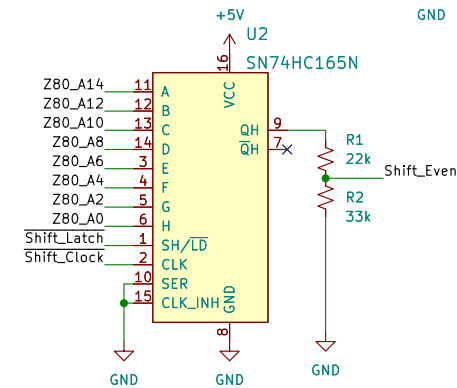 +5V
GND
U2
SN74HC165N
16
VCC
Z80_A14 11 A
Z80_A12 12 B
Z80_A10 13 C QH 9
Z80_A8 14 D QH 7
Z80_A6 3 E
Z80_A4 4 F
Z80_A2 5 G
Z80_A0 6 H
Shift_Latch 1 SH/LD
Shift_Clock 2 CLK
10 SER
15 CLK_INH
GND
8
R1
22k
Shift_Even
R2
33k
GND
GND
GND